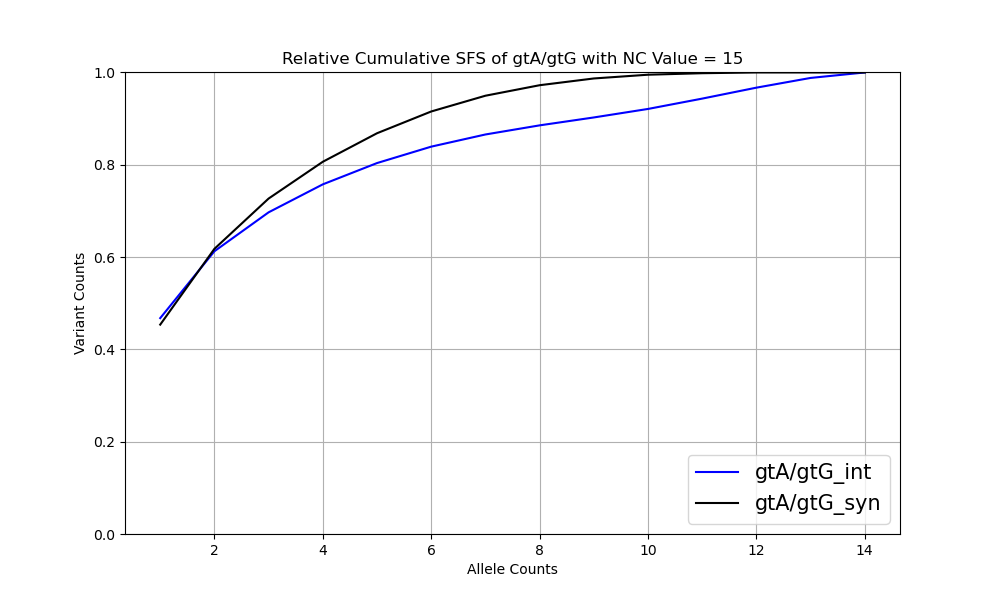 Relative Cumulative SFS of gtA/gtG with NC Value = 15
1.0
0.8
0.6
0.4
0.2
0.0
Variant Counts
gtA/gtG_int
gtA/gtG_syn
2 4 6 8 10 12 14
Allele Counts